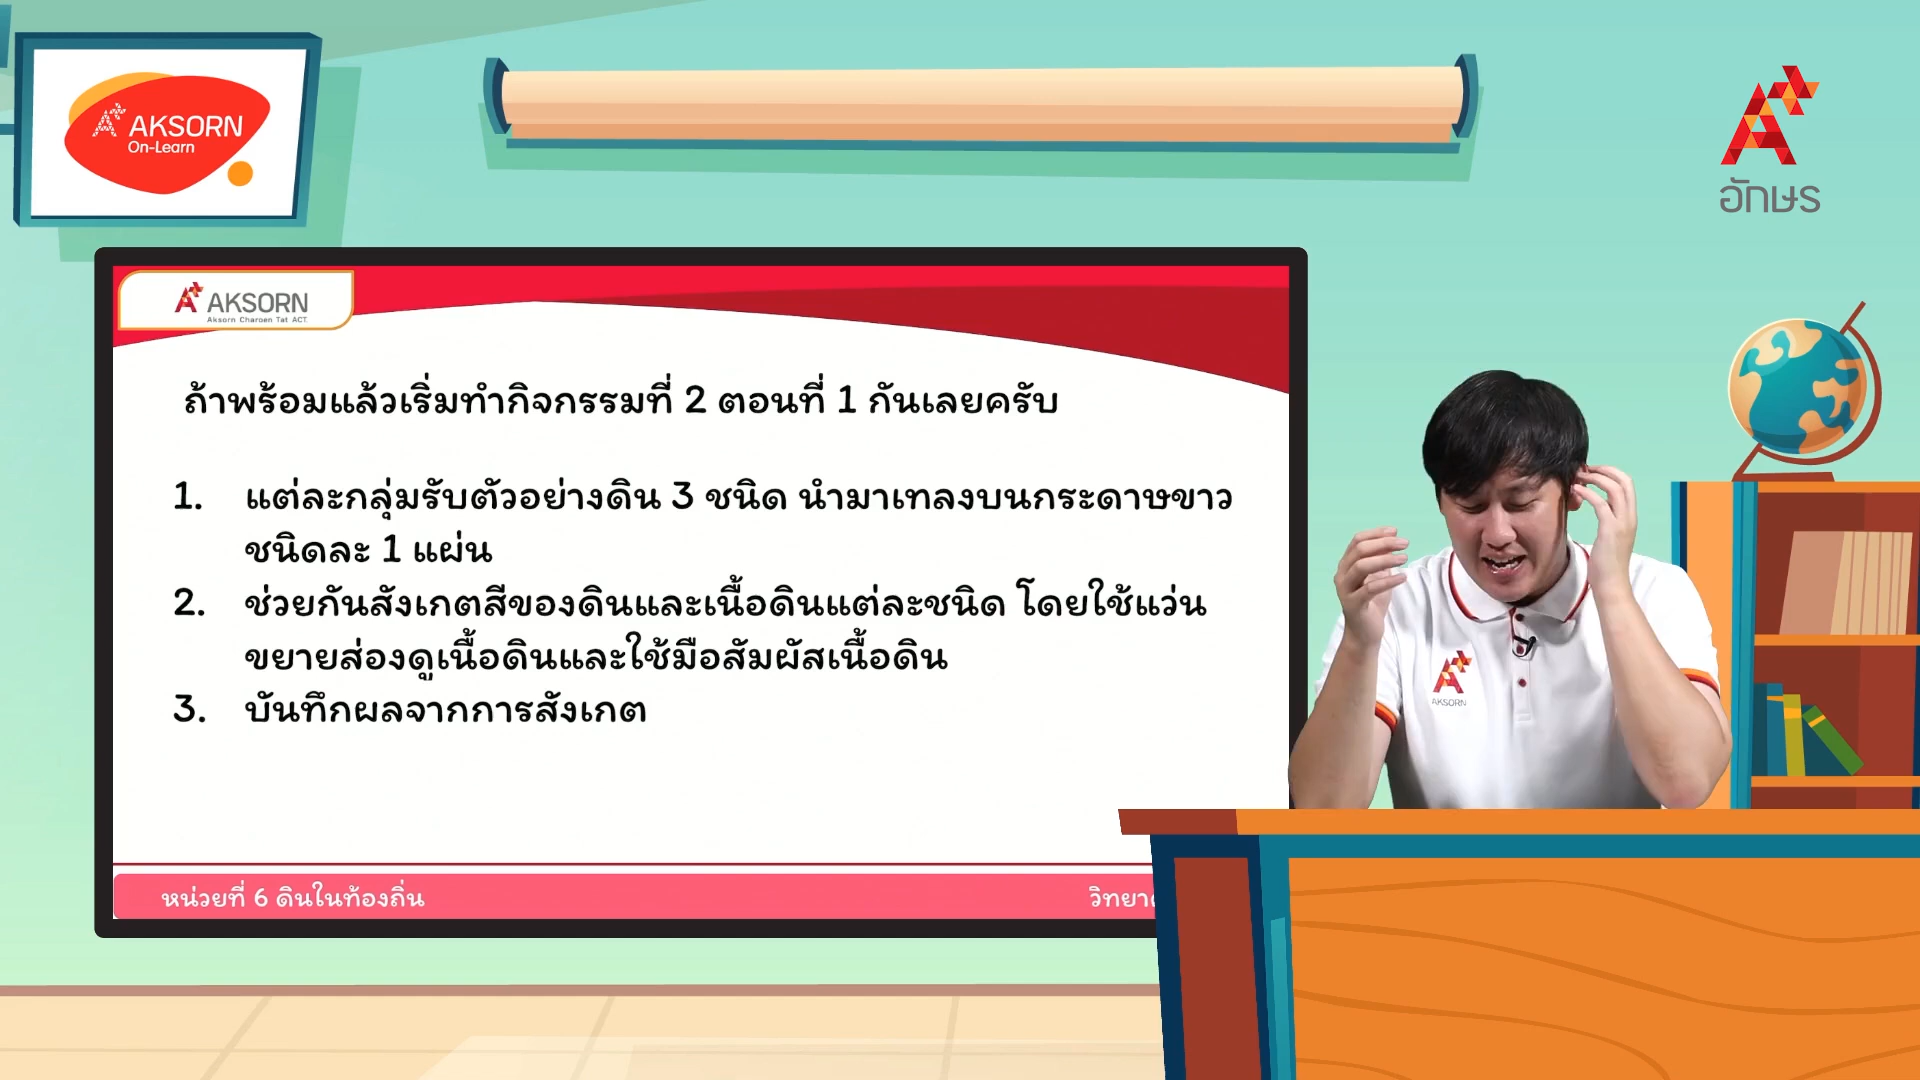 AKSORN
On-Learn
อักษร
AKSORN
Aksorn Charoen Tat ACT.
ถ้าพร้อมแล้วเริ่มทำกิจกรรมที่ 2 ตอนที่ 1 กันเลยครับ
1. แต่ละกลุ่มรับตัวอย่างดิน 3 ชนิด นำมาเทลงบนกระดาษขาว
ชนิดละ 1 แผ่น
2. ช่วยกันสังเกตสีของดินและเนื้อดินแต่ละชนิด โดยใช้แว่น
ขยายส่องดูเนื้อดินและใช้มือสัมผัสเนื้อดิน
3. บันทึกผลจากการสังเกต
AKSORN
หน่วยที่ 6 ดินในท้องถิ่น